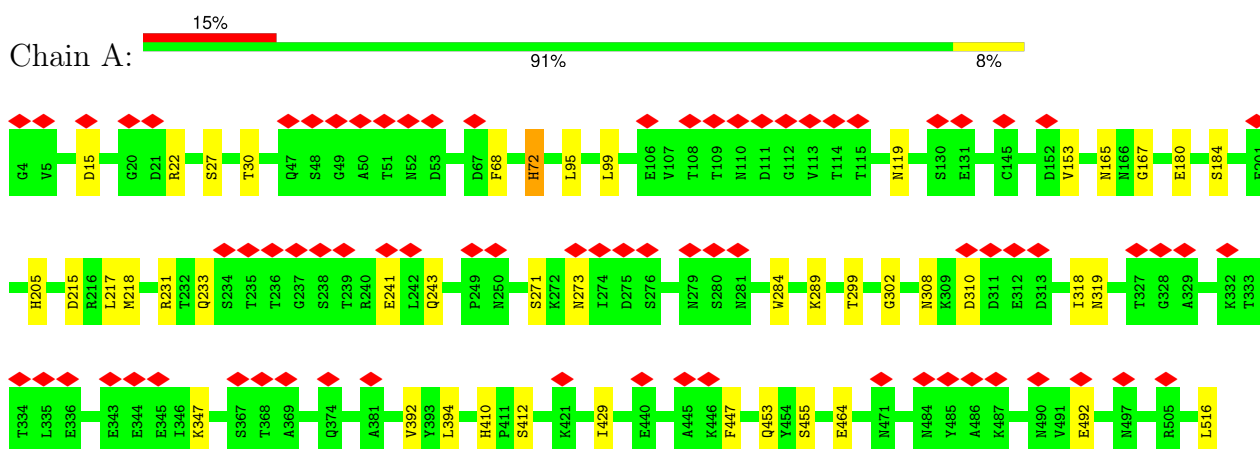 15%
Chain A:
91%
8%
G4 V5 D15 G20 D21 R22 S27 T30 Q47 S48 G49 A50 T51 N52 D53 D67 F68 H72 L95 L99 E106 V107 T108 T109 N110 D111 G112 V113 T114 T115 N119 S130 E131 C145 D152 V153 N165 N166 G167 E180 S184
H205 D215 R216 L217 M218 R231 T232 Q233 S234 T235 T236 G237 S238 T239 R240 E241 L242 Q243 P249 N250 S271 K272 N273 I274 D275 S276 N279 S280 N281 W284 K289 T299 G302 N308 K309 D310 D311 E312 D313 I318 N319 T327 G328 A329 K332 T333
T334 L335 E336 E343 E344 E345 I346 K347 S367 T368 A369 Q374 A381 V392 Y393 L394 H410 P411 S412 K421 I429 E440 A445 K446 F447 Q453 Y454 S455 E464 N471 N484 Y485 A486 K487 N490 V491 E492 N497 R505 L516